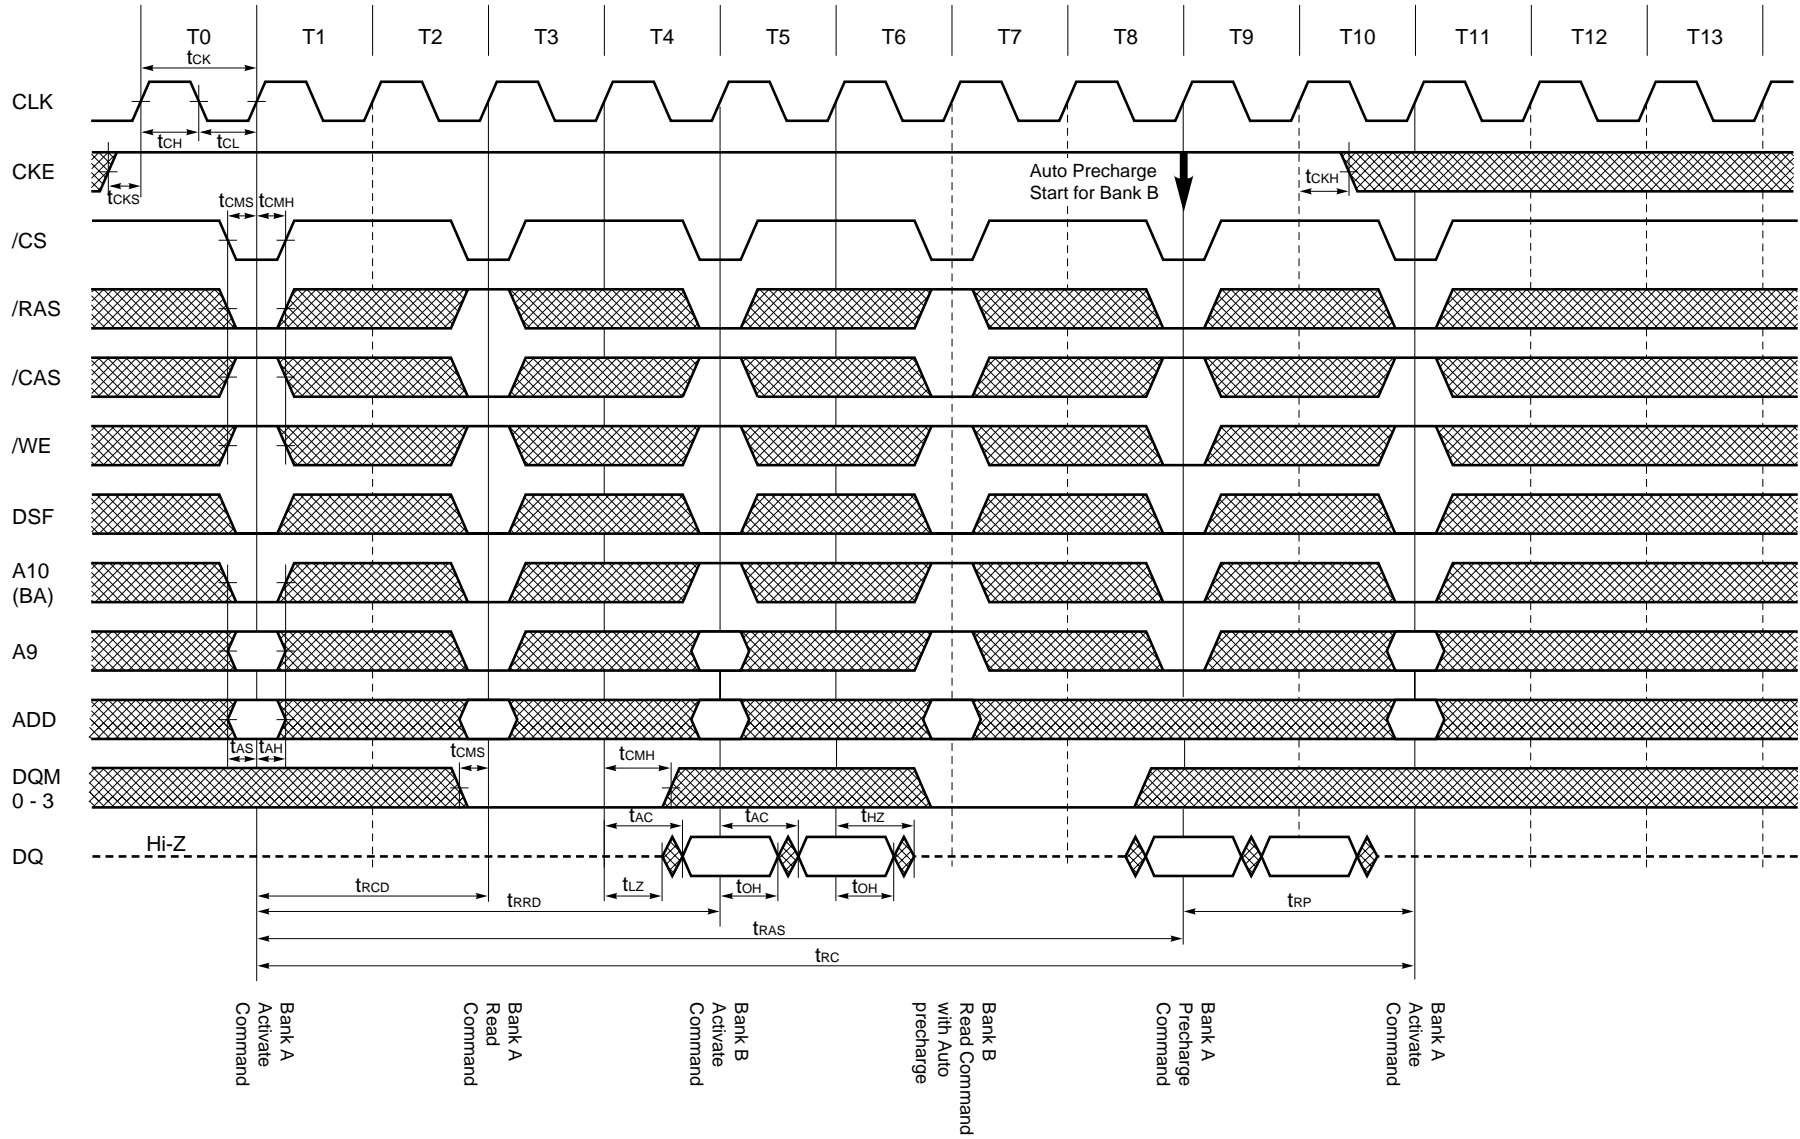 T0 T1 T2 T3 T4 T5 T6 T7 T8 T9 T10 T11 T12 T13
tCK
CLK
tCH tCL
CKE
Auto Precharge
Start for Bank B
tCKS
tCKH
tCMS tCMH
/CS
/RAS
/CAS
/WE
DSF
A10
(BA)
A9
ADD
tAS tAH
tCMS
tCMH
DQM
0 - 3
tAC tAC tHZ
Hi-Z
DQ
tRCD
tLZ tOH tOH
tRRD
tRP
tRAS
tRC
Bank A
Activate
Command
Bank A
Read
Command
Bank B
Activate
Command
Bank B
Read Command
with Auto
precharge
Bank A
Precharge
Command
Bank A
Activate
Command